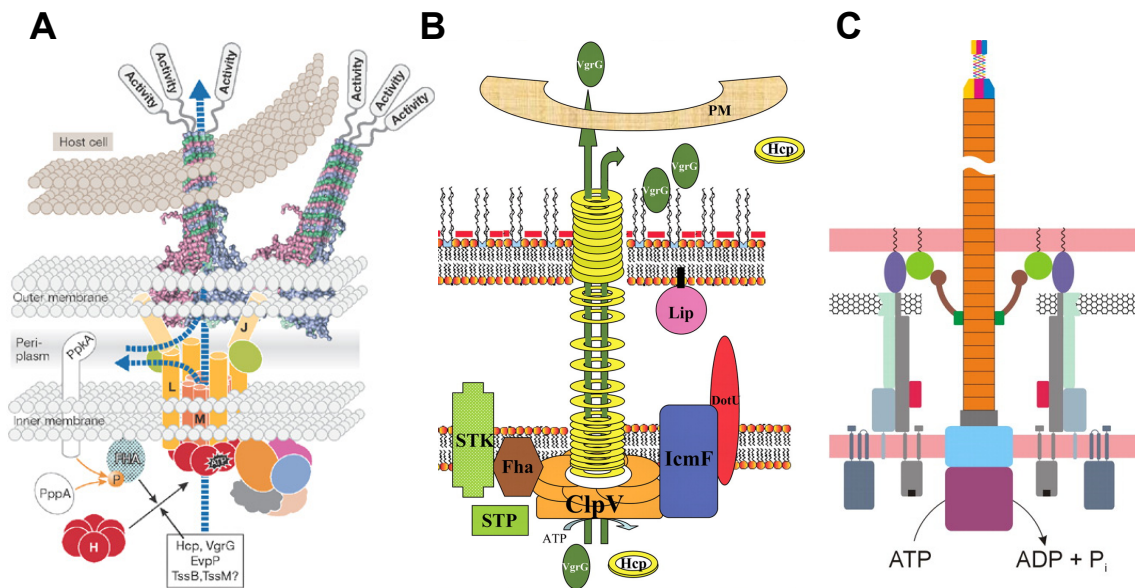 A
Activity
Activity
Activity
Activity
Activity
Activity
Host cell
Outer membrane
J
Peri-
plasm
PpkA
L
Inner membrane
M
FHA
ATP
P
PppA
H
Hcp, VgrG
EvpP
TssB,TssM?
B
VgrG
PM
Hcp
VgrG
VgrG
Lip
DotU
STK
Fha
IcmF
ClpV
STP
ATP
VgrG
Hcp
C
ATP
ADP + Pi